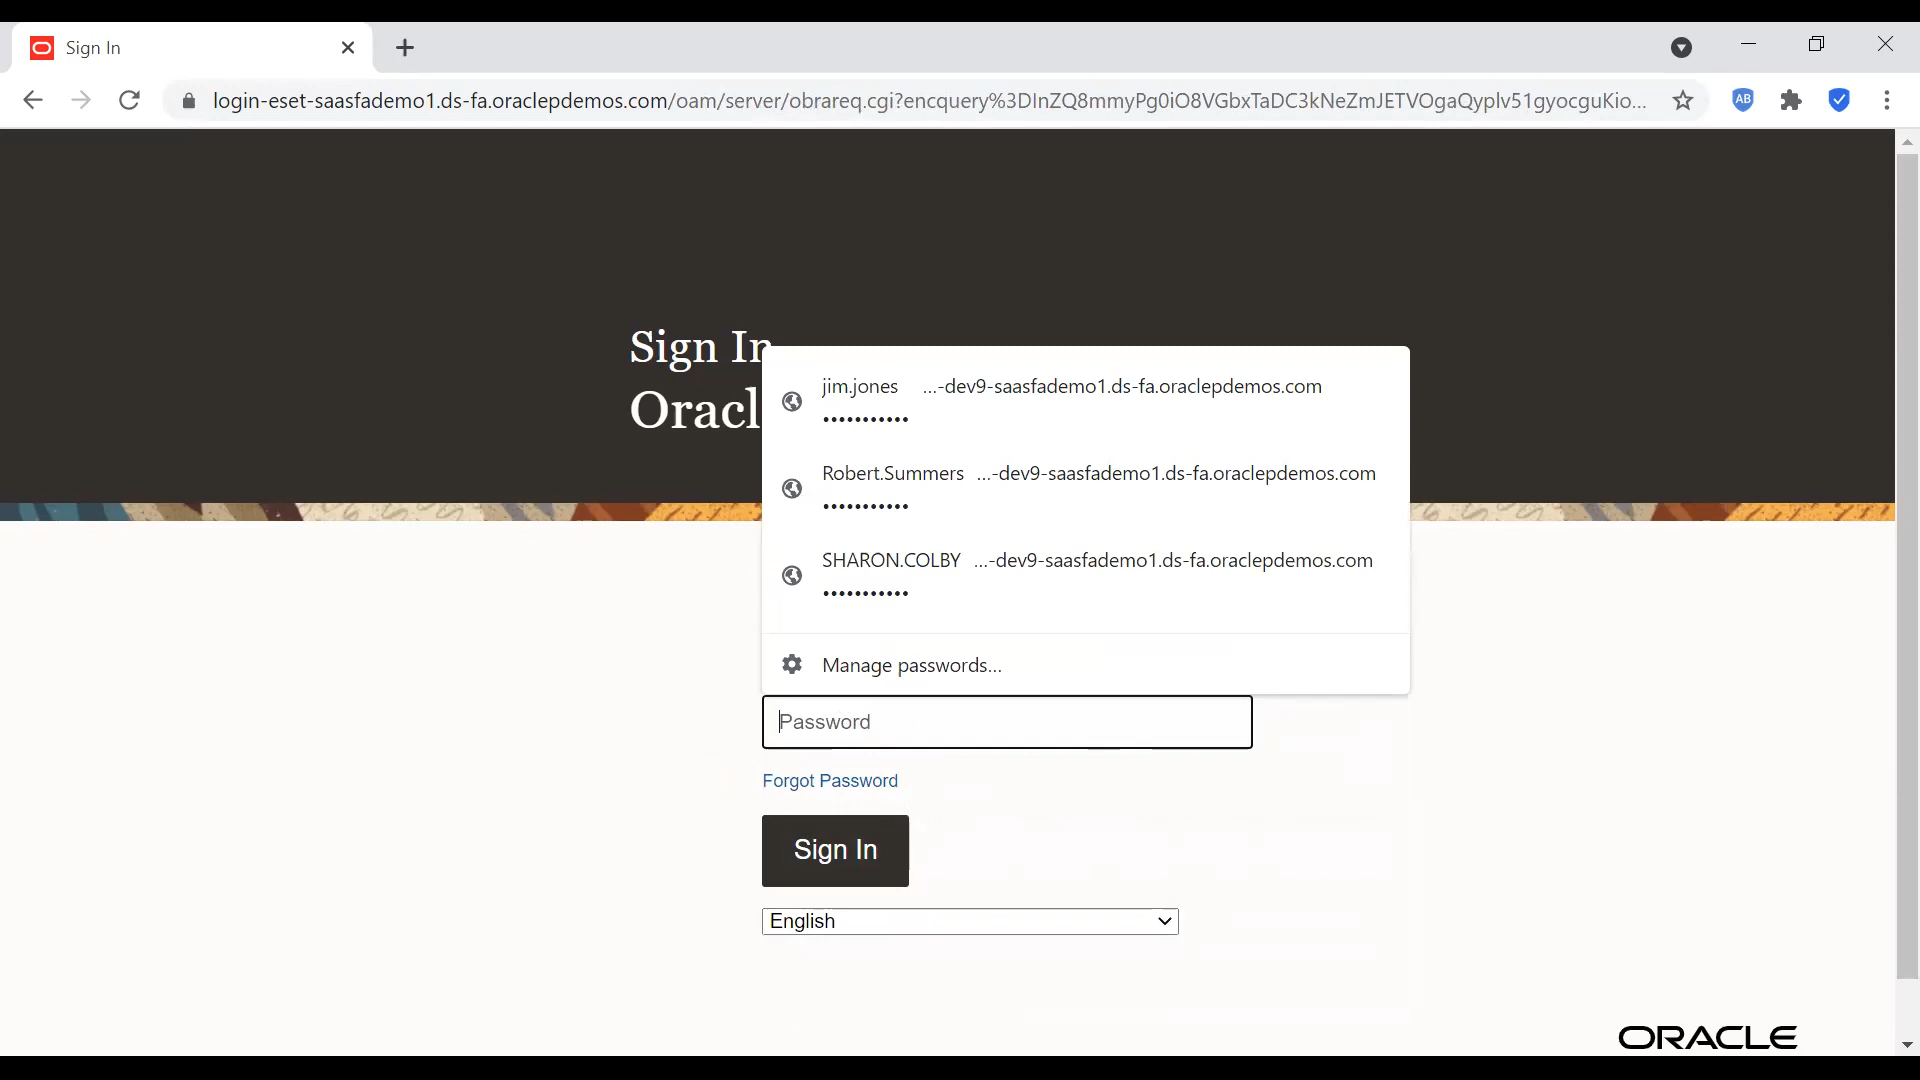 Sign In
login-eset-saasfademo1.ds-fa.oraclepdemos.com/oam/server/obrareq.cgi?encquery%3DInZQ8mmyPg0iO8VGbxTaDC3kNeZmJETVOgaQyplv51gyocguKio...
AB
Sign In
Oracl
jim.jones ...-dev9-saasfademo1.ds-fa.oraclepdemos.com
•••••••••••
Robert.Summers ...-dev9-saasfademo1.ds-fa.oraclepdemos.com
•••••••••••
SHARON.COLBY ...-dev9-saasfademo1.ds-fa.oraclepdemos.com
•••••••••••
Manage passwords...
Password
Forgot Password
Sign In
English
ORACLE